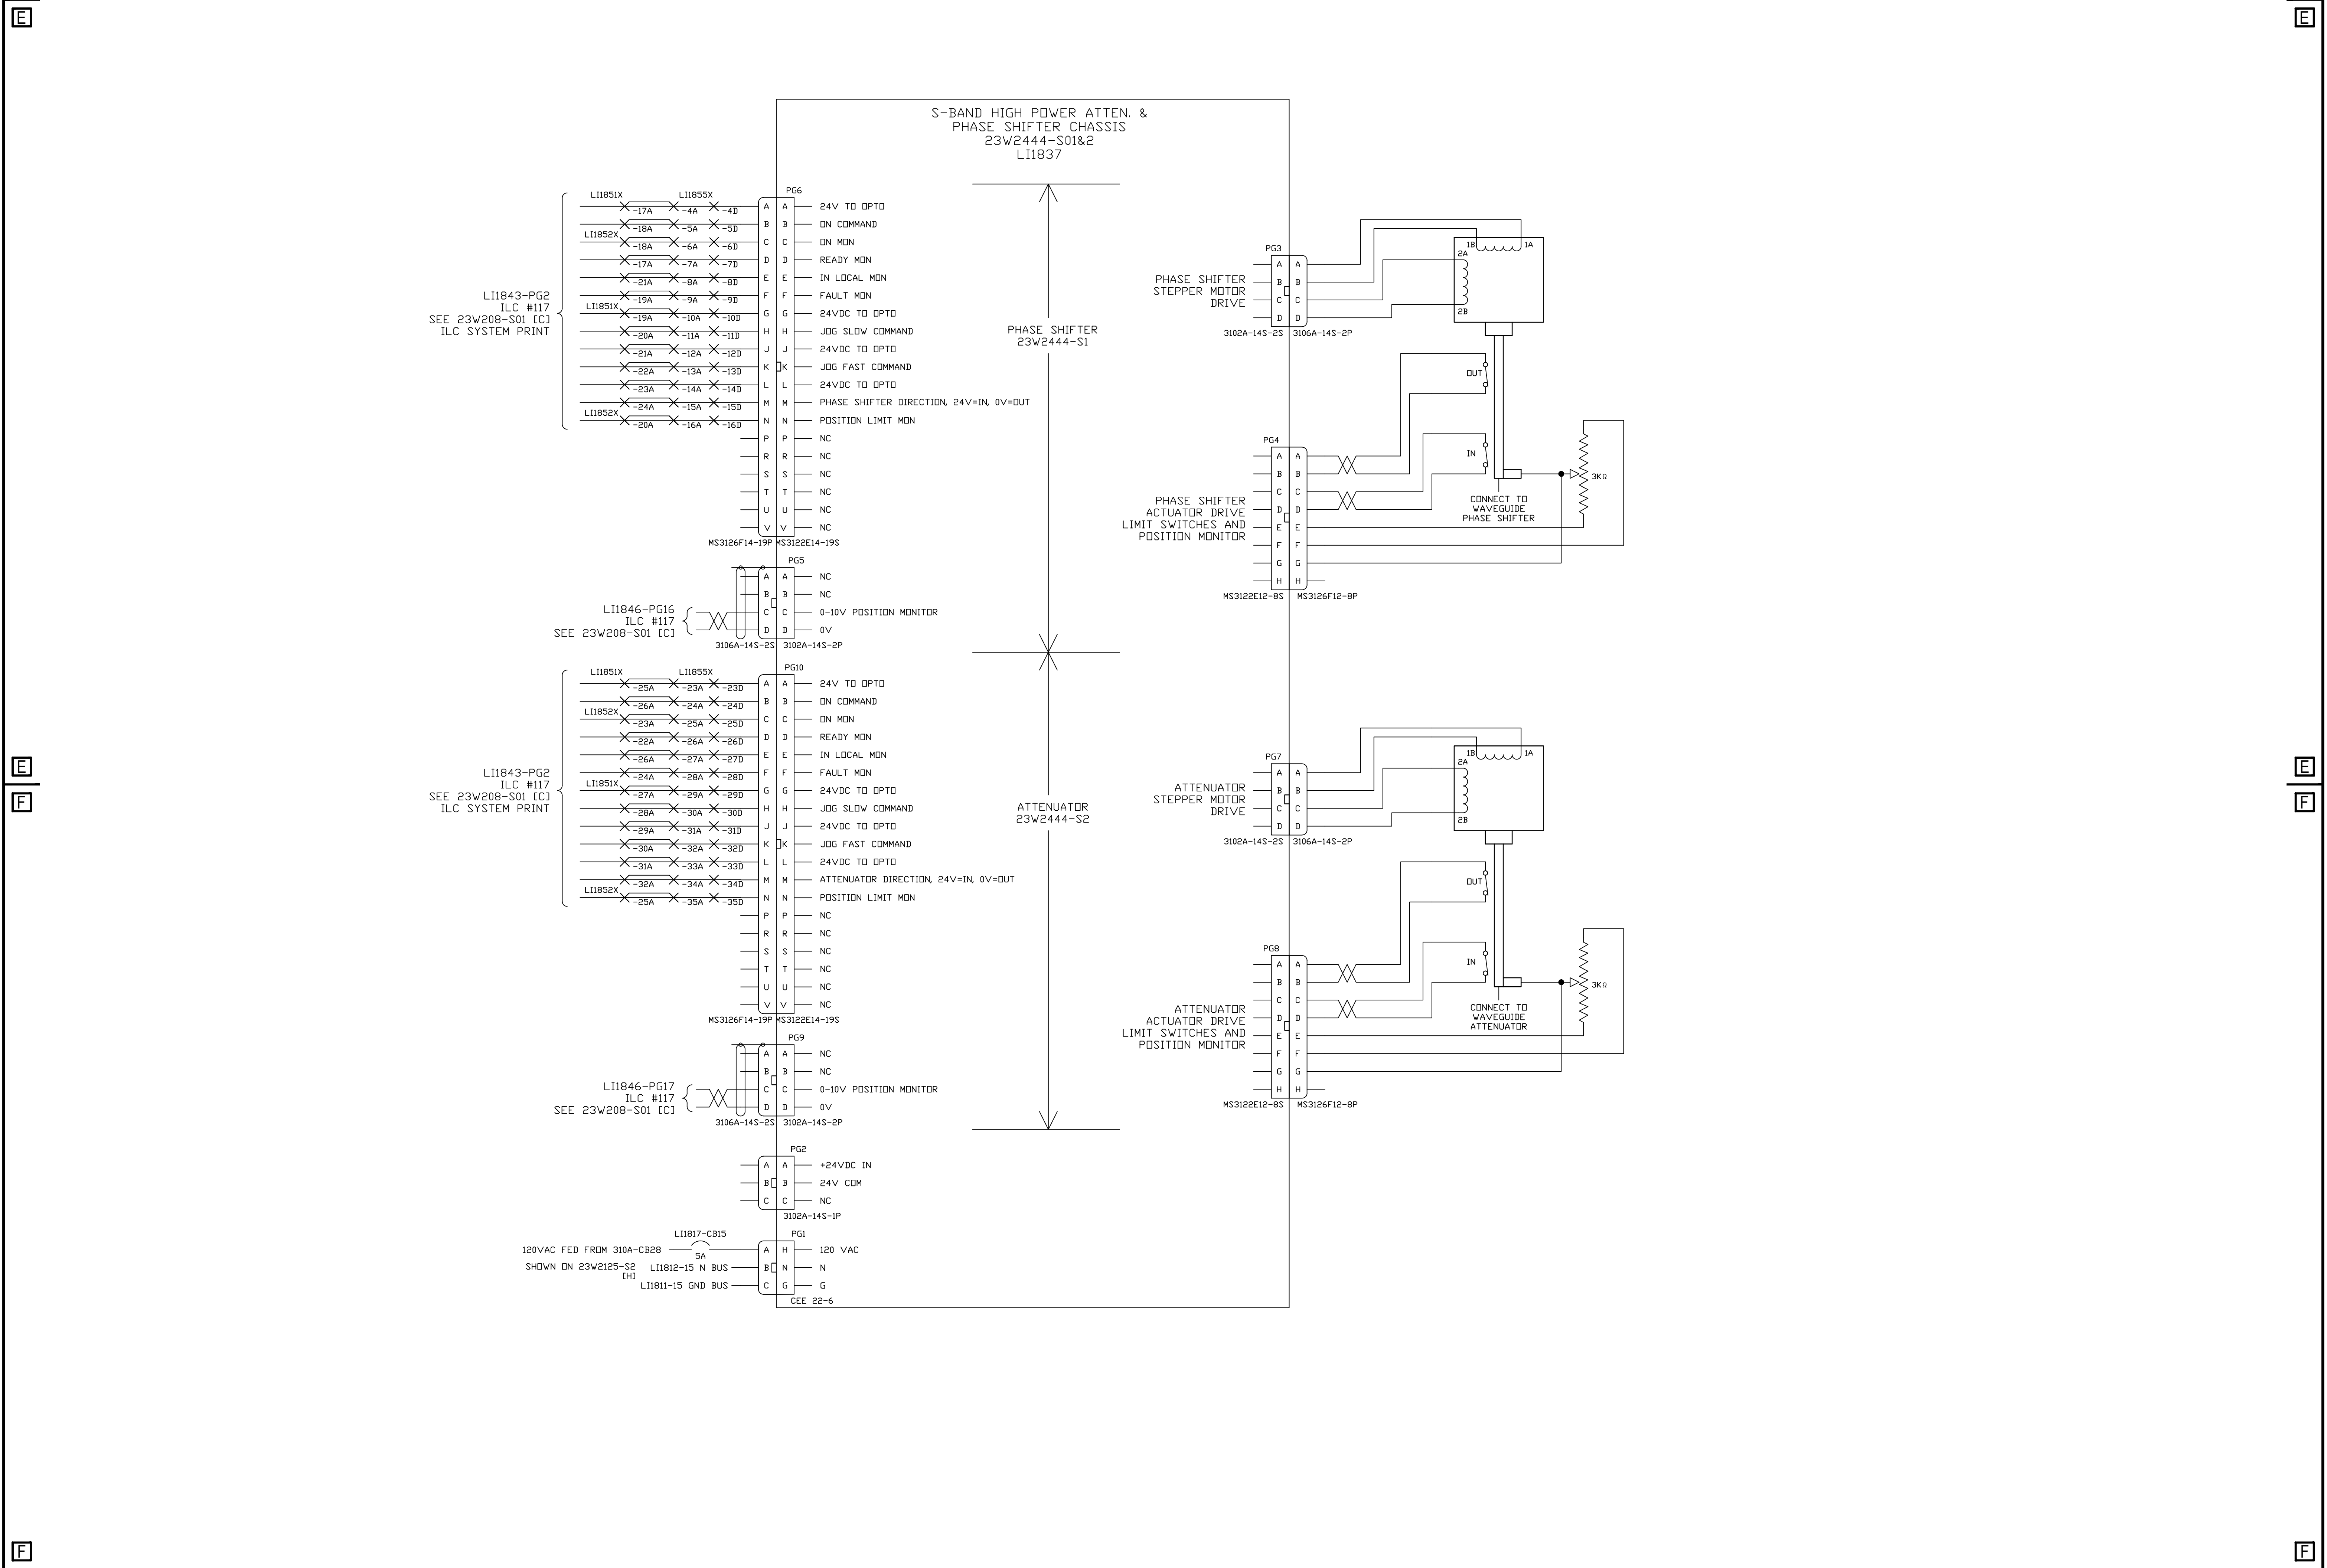 E
E
S-BAND HIGH POWER ATTEN. &
PHASE SHIFTER CHASSIS
23W2444-S01&2
LI1837
PG6
LI1851X LI1855X
-17A -4A -4D A A 24V TO OPTO
-18A -5A -5D B B ON COMMAND
LI1852X
-18A -6A -6D C C ON MON
-17A -7A -7D D D READY MON
-21A -8A -8D E E IN LOCAL MON
-19A -9A -9D F F FAULT MON
LI1851X
-19A -10A -10D G G 24VDC TO OPTO
-20A -11A -11D H H JOG SLOW COMMAND
-21A -12A -12D J J 24VDC TO OPTO
-22A -13A -13D K K JOG FAST COMMAND
-23A -14A -14D L L 24VDC TO OPTO
-24A -15A -15D M M PHASE SHIFTER DIRECTION, 24V=IN, 0V=OUT
LI1852X
-20A -16A -16D N N POSITION LIMIT MON
P P NC
R R NC
S S NC
T T NC
U U NC
V V NC
MS3126F14-19P MS3122E14-19S
LI1843-PG2
ILC #117
SEE 23W208-S01 [C]
ILC SYSTEM PRINT
PHASE SHIFTER
23W2444-S1
PG5
A A NC
B B NC
C C 0-10V POSITION MONITOR
D D 0V
3106A-14S-2S 3102A-14S-2P
LI1846-PG16
ILC #117
SEE 23W208-S01 [C]
PG3
A A
B B
C C
D D
3102A-14S-2S 3106A-14S-2P
PHASE SHIFTER
STEPPER MOTOR
DRIVE
1B 1A
2A
2B
OUT
IN
3KΩ
CONNECT TO
WAVEGUIDE
PHASE SHIFTER
PG4
A A
B B
C C
D D
E E
F F
G G
H H
MS3122E12-8S MS3126F12-8P
PHASE SHIFTER
ACTUATOR DRIVE
LIMIT SWITCHES AND
POSITION MONITOR
PG10
LI1851X LI1855X
-25A -23A -23D A A 24V TO OPTO
-26A -24A -24D B B ON COMMAND
LI1852X
-23A -25A -25D C C ON MON
-22A -26A -26D D D READY MON
-26A -27A -27D E E IN LOCAL MON
-24A -28A -28D F F FAULT MON
LI1851X
-27A -29A -29D G G 24VDC TO OPTO
-28A -30A -30D H H JOG SLOW COMMAND
-29A -31A -31D J J 24VDC TO OPTO
-30A -32A -32D K K JOG FAST COMMAND
-31A -33A -33D L L 24VDC TO OPTO
-32A -34A -34D M M ATTENUATOR DIRECTION, 24V=IN, 0V=OUT
LI1852X
-25A -35A -35D N N POSITION LIMIT MON
P P NC
R R NC
S S NC
T T NC
U U NC
V V NC
MS3126F14-19P MS3122E14-19S
LI1843-PG2
ILC #117
SEE 23W208-S01 [C]
ILC SYSTEM PRINT
ATTENUATOR
23W2444-S2
E
E
F
F
PG9
A A NC
B B NC
C C 0-10V POSITION MONITOR
D D 0V
3106A-14S-2S 3102A-14S-2P
LI1846-PG17
ILC #117
SEE 23W208-S01 [C]
PG7
A A
B B
C C
D D
3102A-14S-2S 3106A-14S-2P
ATTENUATOR
STEPPER MOTOR
DRIVE
1B 1A
2A
2B
OUT
IN
3KΩ
CONNECT TO
WAVEGUIDE
ATTENUATOR
PG8
A A
B B
C C
D D
E E
F F
G G
H H
MS3122E12-8S MS3126F12-8P
ATTENUATOR
ACTUATOR DRIVE
LIMIT SWITCHES AND
POSITION MONITOR
PG2
A A +24VDC IN
B B 24V COM
C C NC
3102A-14S-1P
LI1817-CB15 PG1
120VAC FED FROM 310A-CB28 5A A H 120 VAC
SHOWN ON 23W2125-S2
[H]
LI1812-15 N BUS B N N
LI1811-15 GND BUS C G G
CEE 22-6
F
F